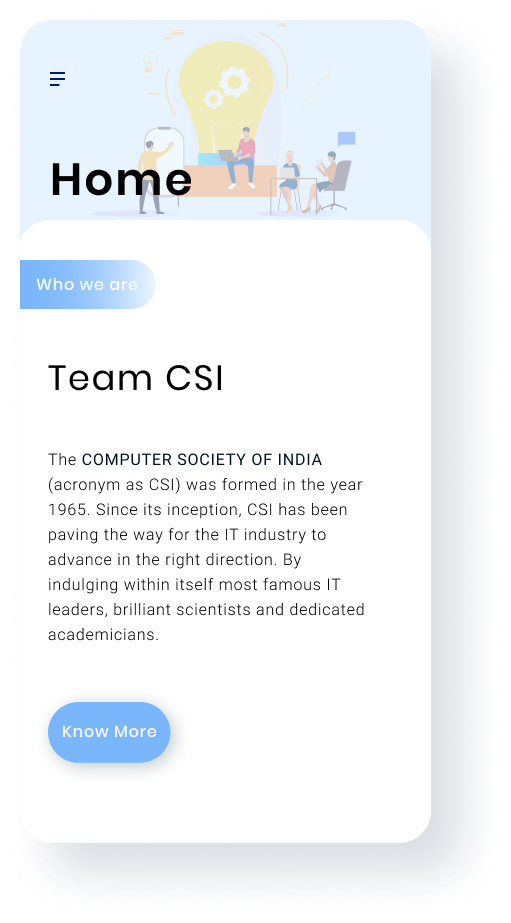 Home
Who we are
Team CSI
The COMPUTER SOCIETY OF INDIA
(acronym as CSI) was formed in the year
1965. Since its inception, CSI has been
paving the way for the IT industry to
advance in the right direction. By
indulging within itself most famous IT
leaders, brilliant scientists and dedicated
academicians.
Know More